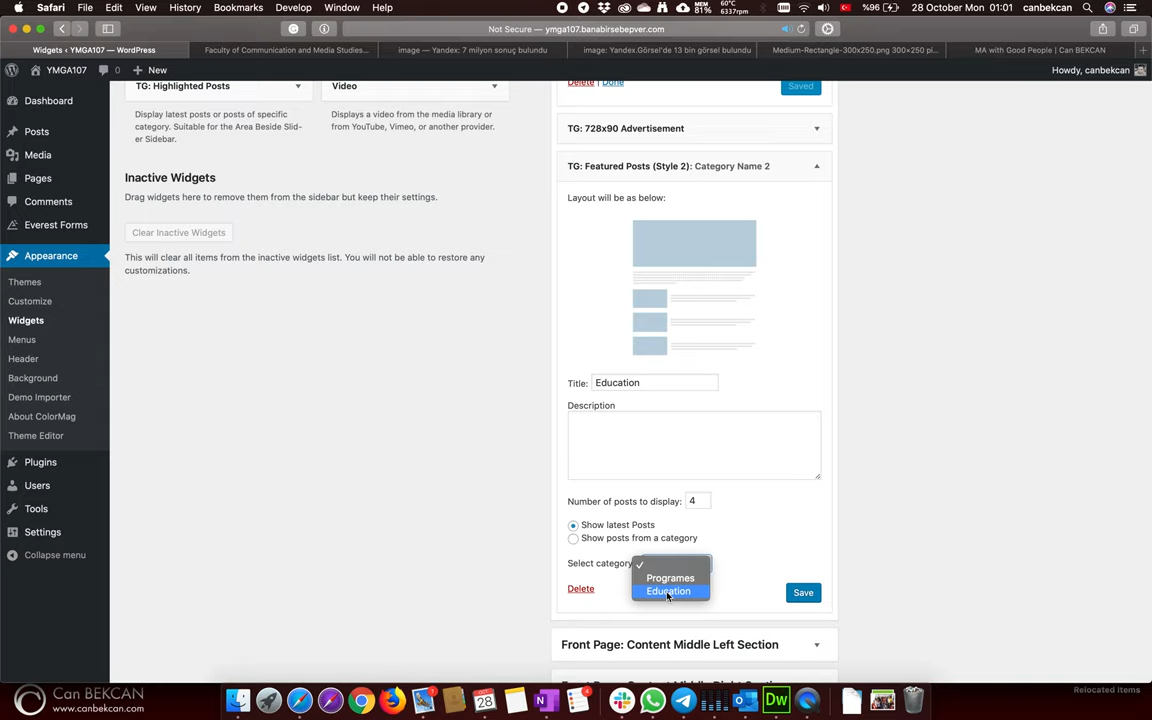 Safari File Edit View History Bookmarks Develop Window Help
81% MEM 60°C 6337rpm %96 28 October Mon 01:01 canbekcan
Not Secure — ymga107.banabirsebepver.com
Widgets ‹ YMGA107 — WordPress
Faculty of Communication and Media Studies...
image — Yandex: 7 milyon sonuç bulundu
image: Yandex.Görsel'de 13 bin görsel bulundu
Medium-Rectangle-300x250.png 300×250 pi...
MA with Good People | Can BEKCAN
YMGA107 0 + New
Howdy, canbekcan
Dashboard
Posts
Media
Pages
Comments
Everest Forms
Appearance
Themes
Customize
Widgets
Menus
Header
Background
Demo Importer
About ColorMag
Theme Editor
Plugins
Users
Tools
Settings
Collapse menu
TG: Highlighted Posts
Display latest posts or posts of specific
category. Suitable for the Area Beside Slid-
er Sidebar.
Video
Displays a video from the media library or
from YouTube, Vimeo, or another provider.
Inactive Widgets
Drag widgets here to remove them from the sidebar but keep their settings.
Clear Inactive Widgets
This will clear all items from the inactive widgets list. You will not be able to restore any
customizations.
Delete | Done
Saved
TG: 728x90 Advertisement
TG: Featured Posts (Style 2): Category Name 2
Layout will be as below:
Title: Education
Description
Number of posts to display: 4
Show latest Posts
Show posts from a category
Select category
Programes
Education
Delete
Save
Front Page: Content Middle Left Section
Can BEKCAN
www.canbekcan.com
Relocated Items